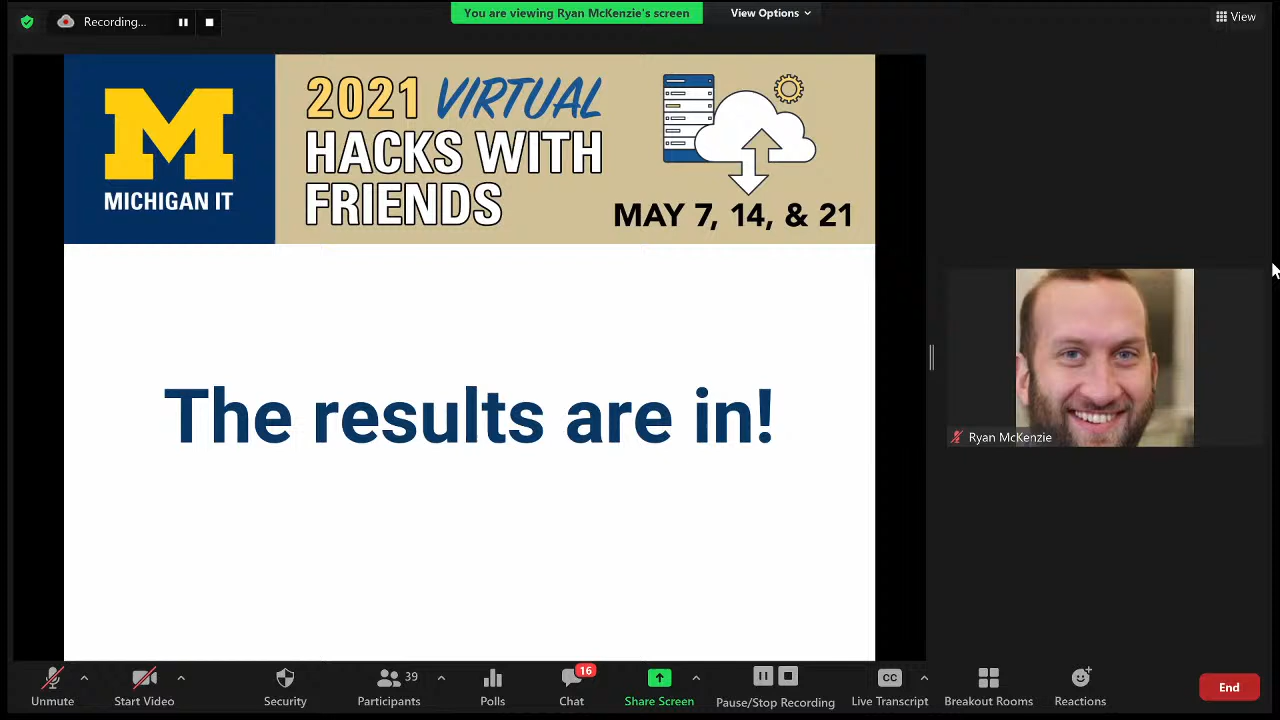 Recording...
You are viewing Ryan McKenzie's screen
View Options
View
M
MICHIGAN IT
2021 VIRTUAL
HACKS WITH
FRIENDS
MAY 7, 14, & 21
The results are in!
Ryan McKenzie
Unmute
Start Video
Security
39
Participants
Polls
16
Chat
Share Screen
Pause/Stop Recording
CC
Live Transcript
Breakout Rooms
Reactions
End